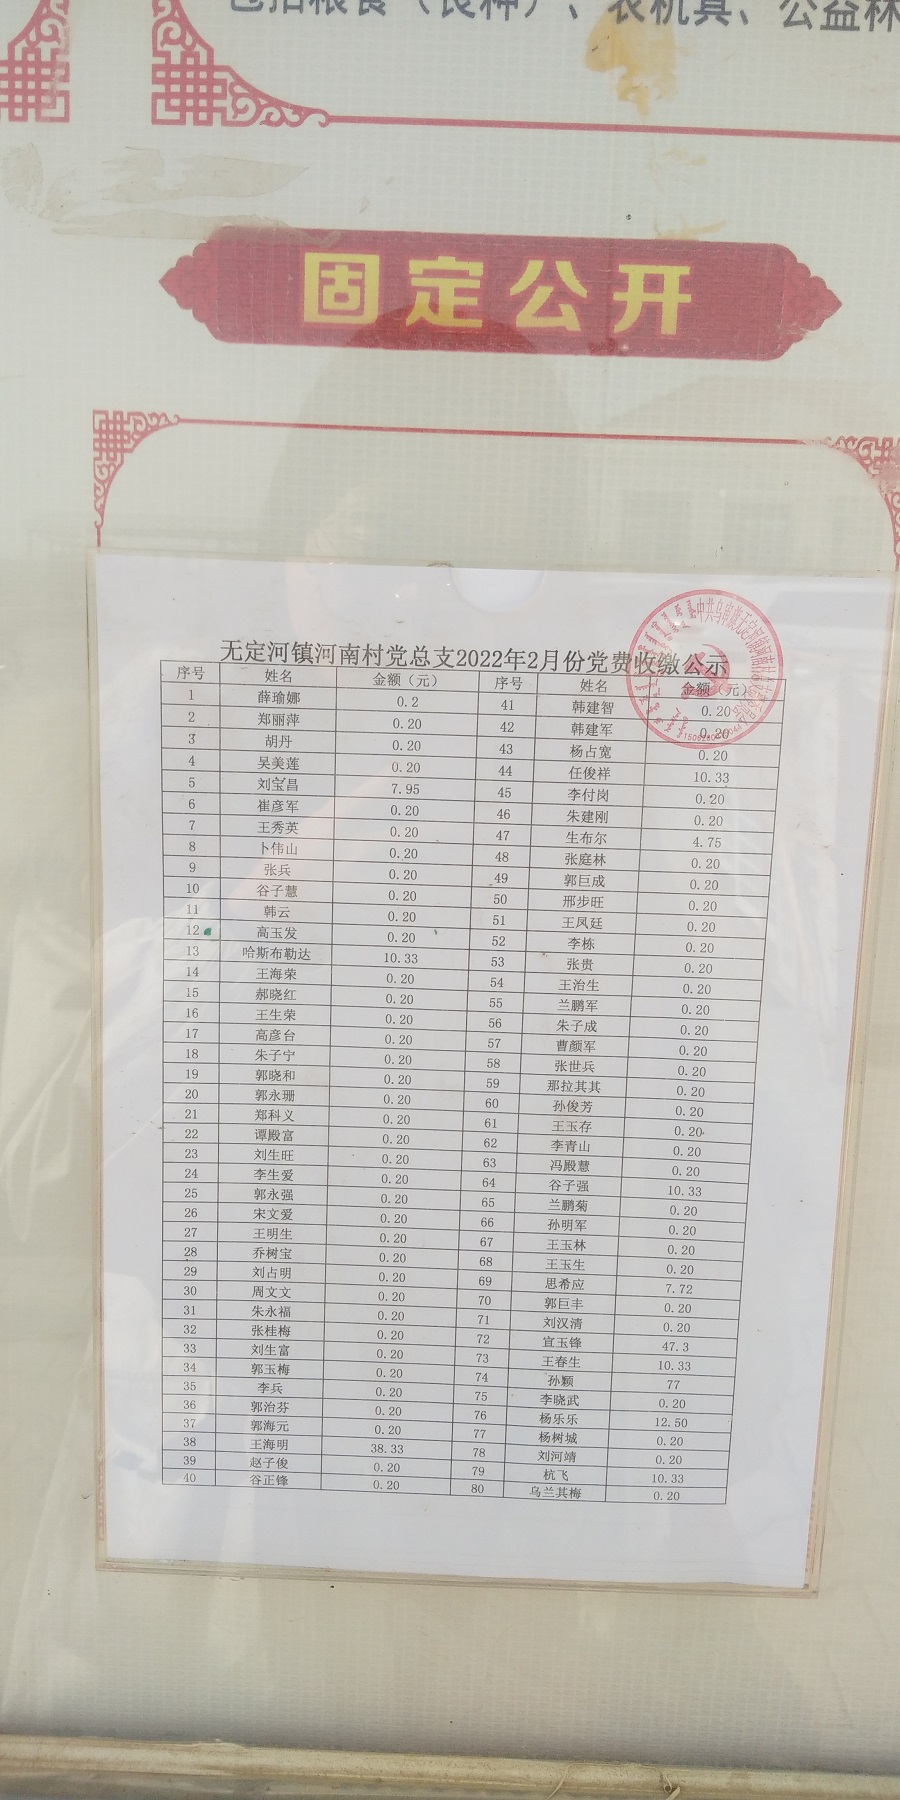 包括粮食（良种）、农机具、公益林
固定公开
无定河镇河南村党总支2022年2月份党费收缴公示
序号 姓名 金额（元） 序号 姓名 金额（元）
1 薛瑜娜 0.2 41 韩建智 0.20
2 郑丽萍 0.20 42 韩建军 0.20
3 胡丹 0.20 43 杨占宽 0.20
4 吴美莲 0.20 44 任俊祥 10.33
5 刘宝昌 7.95 45 李付岗 0.20
6 崔彦军 0.20 46 朱建刚 0.20
7 王秀英 0.20 47 生布尔 4.75
8 卜伟山 0.20 48 张庭林 0.20
9 张兵 0.20 49 郭巨成 0.20
10 谷子慧 0.20 50 邢步旺 0.20
11 韩云 0.20 51 王凤廷 0.20
12 高玉发 0.20 52 李栋 0.20
13 哈斯布勒达 10.33 53 张贵 0.20
14 王海荣 0.20 54 王治生 0.20
15 郝晓红 0.20 55 兰鹏军 0.20
16 王生荣 0.20 56 朱子成 0.20
17 高彦台 0.20 57 曹颜军 0.20
18 朱子宁 0.20 58 张世兵 0.20
19 郭晓和 0.20 59 那拉其其 0.20
20 郭永珊 0.20 60 孙俊芳 0.20
21 郑科义 0.20 61 王玉存 0.20
22 谭殿富 0.20 62 李青山 0.20
23 刘生旺 0.20 63 冯殿慧 0.20
24 李生爱 0.20 64 谷子强 10.33
25 郭永强 0.20 65 兰鹏菊 0.20
26 宋文爱 0.20 66 孙明军 0.20
27 王明生 0.20 67 王玉林 0.20
28 乔树宝 0.20 68 王玉生 0.20
29 刘占明 0.20 69 思希应 7.72
30 周文文 0.20 70 郭巨丰 0.20
31 朱永福 0.20 71 刘汉清 0.20
32 张桂梅 0.20 72 宣玉锋 47.3
33 刘生富 0.20 73 王春生 10.33
34 郭玉梅 0.20 74 孙颗 77
35 李兵 0.20 75 李晓武 0.20
36 郭治芬 0.20 76 杨乐乐 12.50
37 郭海元 0.20 77 杨树城 0.20
38 王海明 38.33 78 刘河靖 0.20
39 赵子俊 0.20 79 杭飞 10.33
40 谷正锋 0.20 80 乌兰其梅 0.20